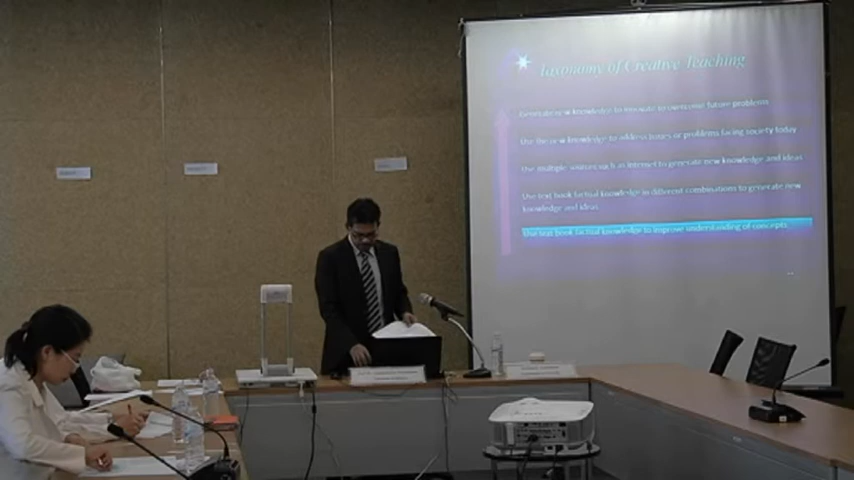 Taxonomy of Creative Teaching
Generate new knowledge to innovate to overcome future problems
Use the new knowledge to address issues or problems facing society today
Use multiple sources such as internet to generate new knowledge and ideas
Use text book factual knowledge in different combinations to generate new
knowledge and ideas
Use text book factual knowledge to improve understanding of concepts